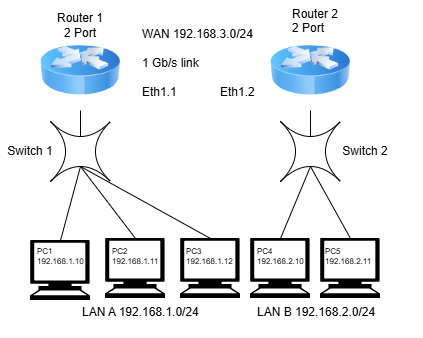 Router 1
2 Port
WAN 192.168.3.0/24
Router 2
2 Port
1 Gb/s link
Eth1.1
Eth1.2
Switch 1
Switch 2
PC1
192.168.1.10
PC2
192.168.1.11
PC3
192.168.1.12
PC4
192.168.2.10
PC5
192.168.2.11
LAN A 192.168.1.0/24
LAN B 192.168.2.0/24